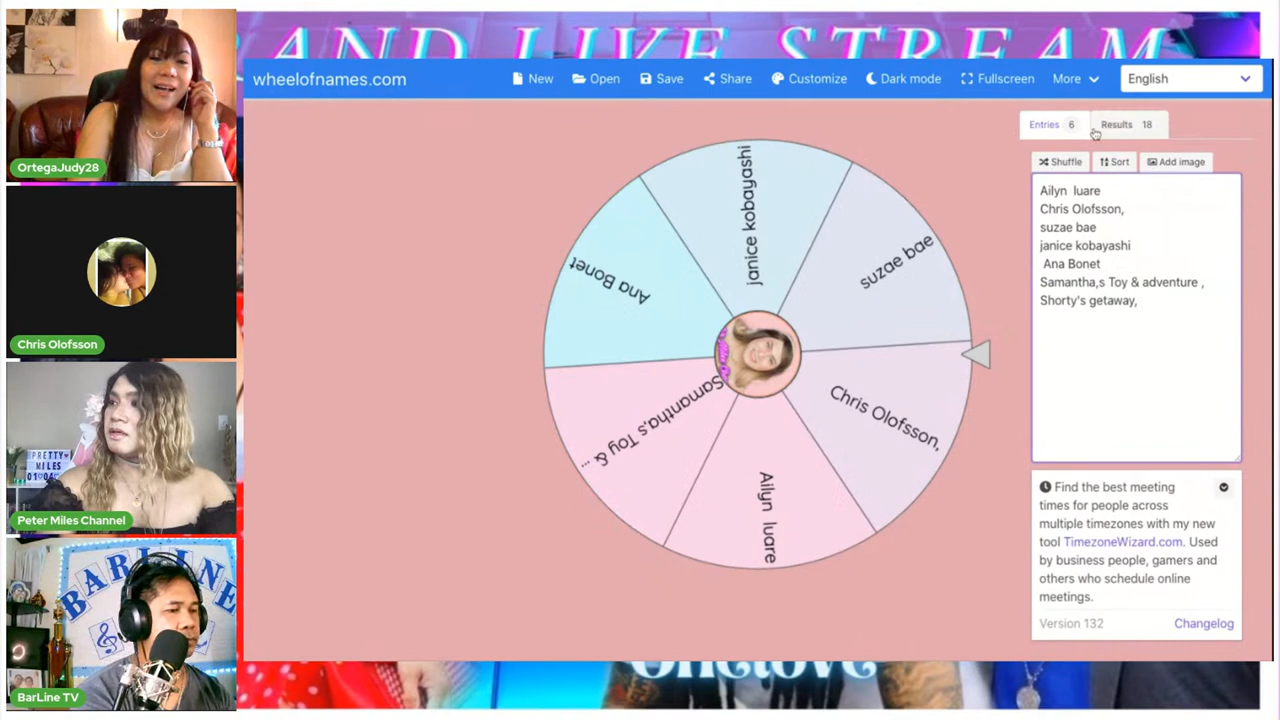 AND LIVE STREAM
wheelofnames.com
New
Open
Save
Share
Customize
Dark mode
Fullscreen
More
English
Entries 6
Results 18
Shuffle
Sort
Add image
Ailyn  luare
Chris Olofsson,
suzae bae
janice kobayashi
Ana Bonet
Samantha,s Toy & adventure ,
Shorty's getaway,
janice kobayashi
suzae bae
Chris Olofsson,
Ailyn  luare
Samantha,s Toy & ...
Ana Bonet
Find the best meeting
times for people across
multiple timezones with my new
tool TimezoneWizard.com. Used
by business people, gamers and
others who schedule online
meetings.
Version 132
Changelog
OrtegaJudy28
Chris Olofsson
PRETTY
MILES
Peter Miles Channel
BARLINE
BarLine TV
Onelove